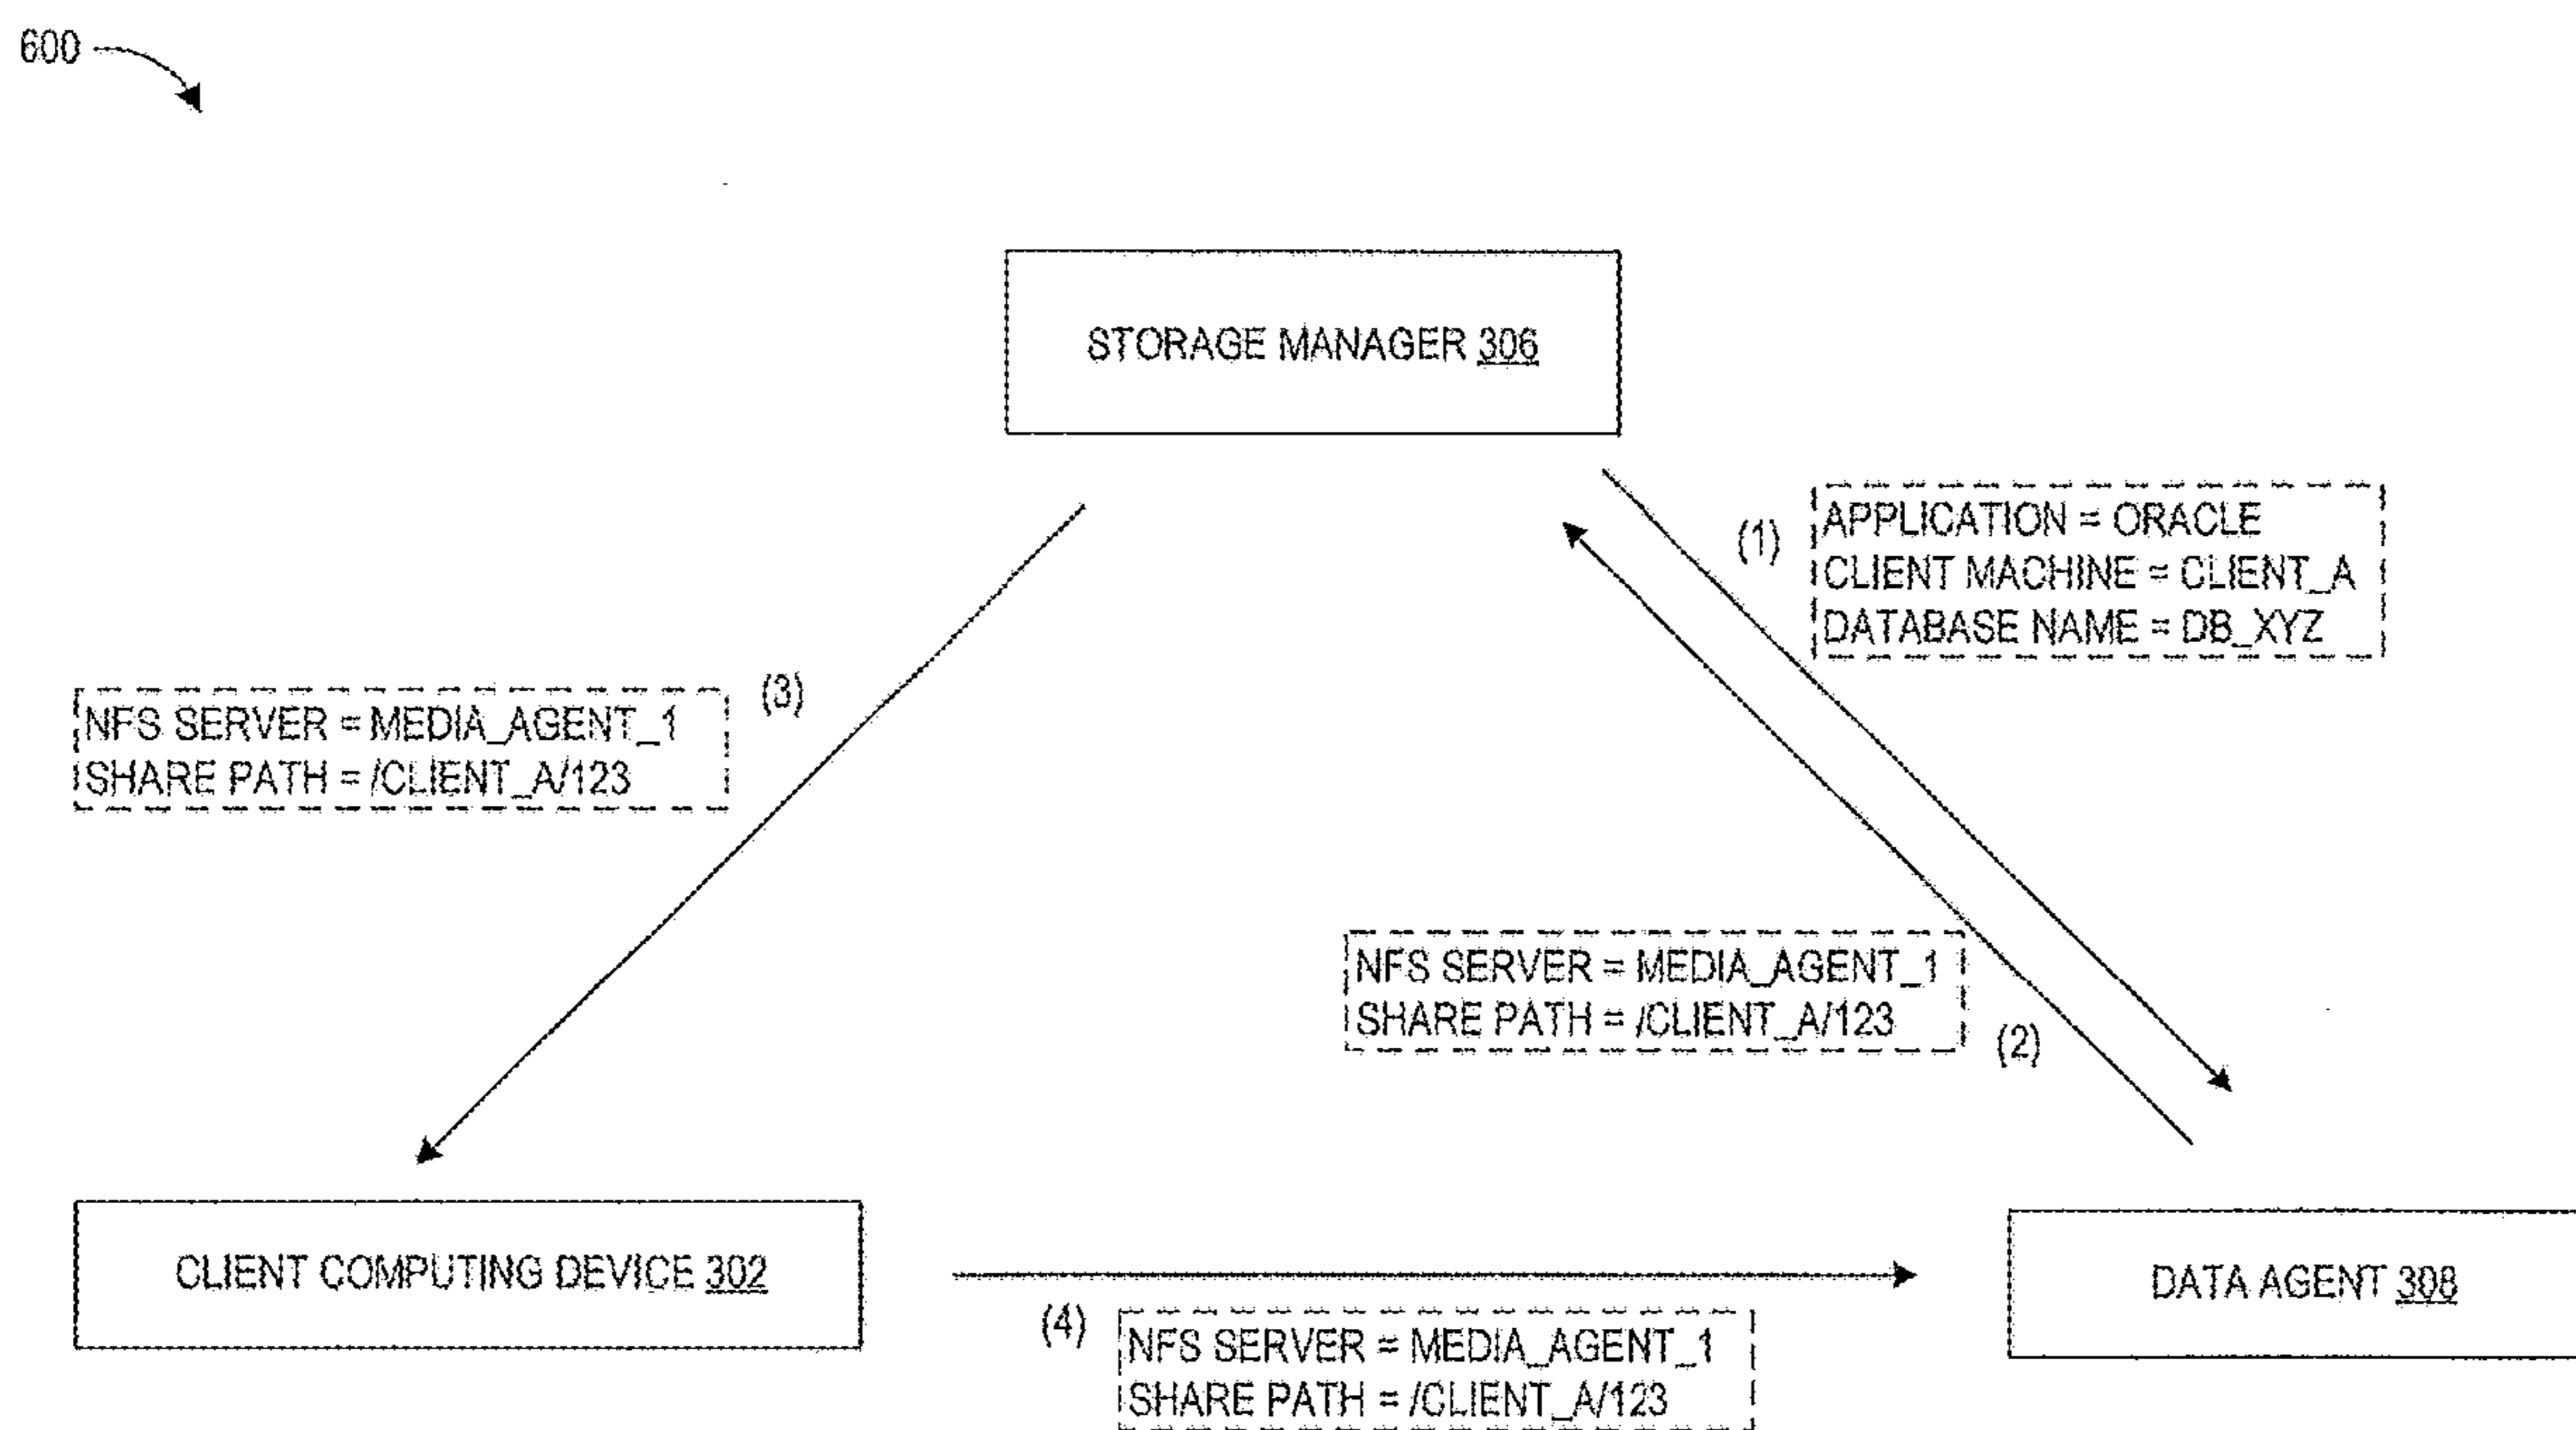 600
STORAGE MANAGER 306
(1)
APPLICATION = ORACLE
CLIENT MACHINE = CLIENT_A
DATABASE NAME = DB_XYZ
(3)
NFS SERVER = MEDIA_AGENT_1
SHARE PATH = /CLIENT_A/123
NFS SERVER = MEDIA_AGENT_1
SHARE PATH = /CLIENT_A/123
(2)
CLIENT COMPUTING DEVICE 302
DATA AGENT 308
(4)
NFS SERVER = MEDIA_AGENT_1
SHARE PATH = /CLIENT_A/123